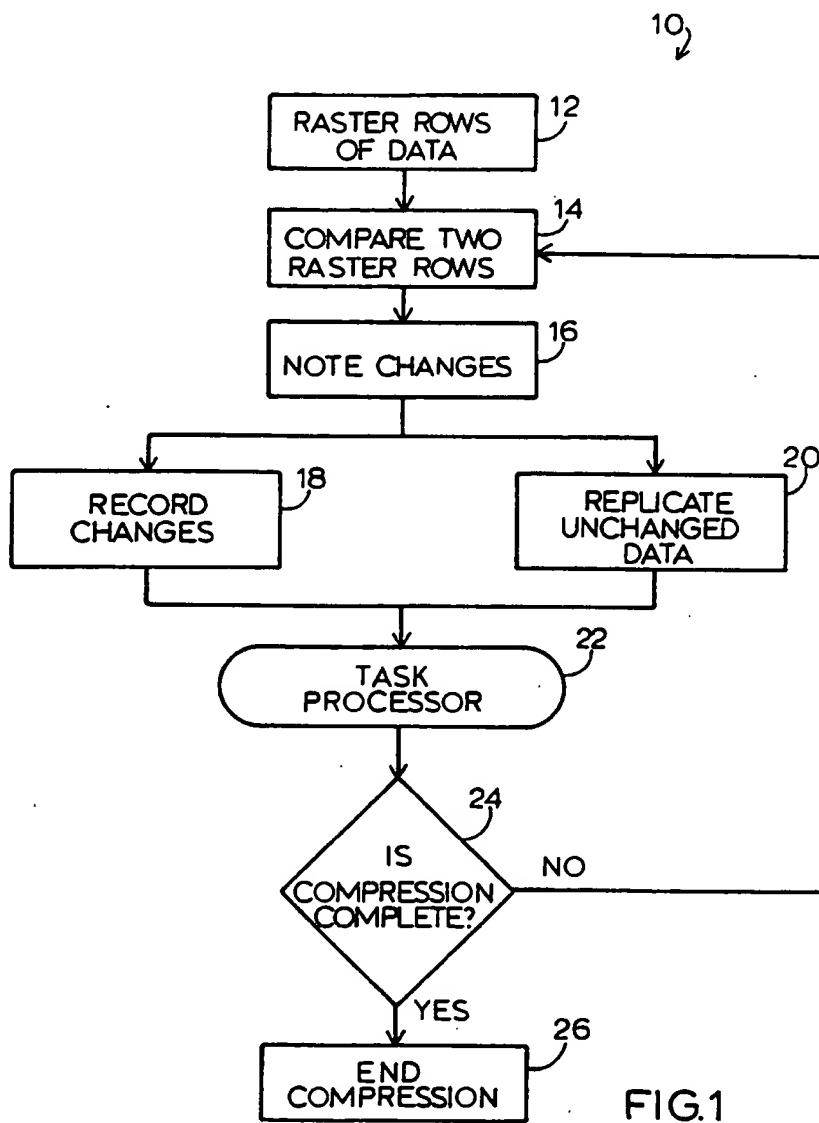 10
RASTER ROWS
OF DATA
12
COMPARE TWO
RASTER ROWS
14
NOTE CHANGES
16
RECORD
CHANGES
18
REPLICATE
UNCHANGED
DATA
20
TASK
PROCESSOR
22
IS
COMPRESSION
COMPLETE?
24
NO
YES
END
COMPRESSION
26
FIG.1